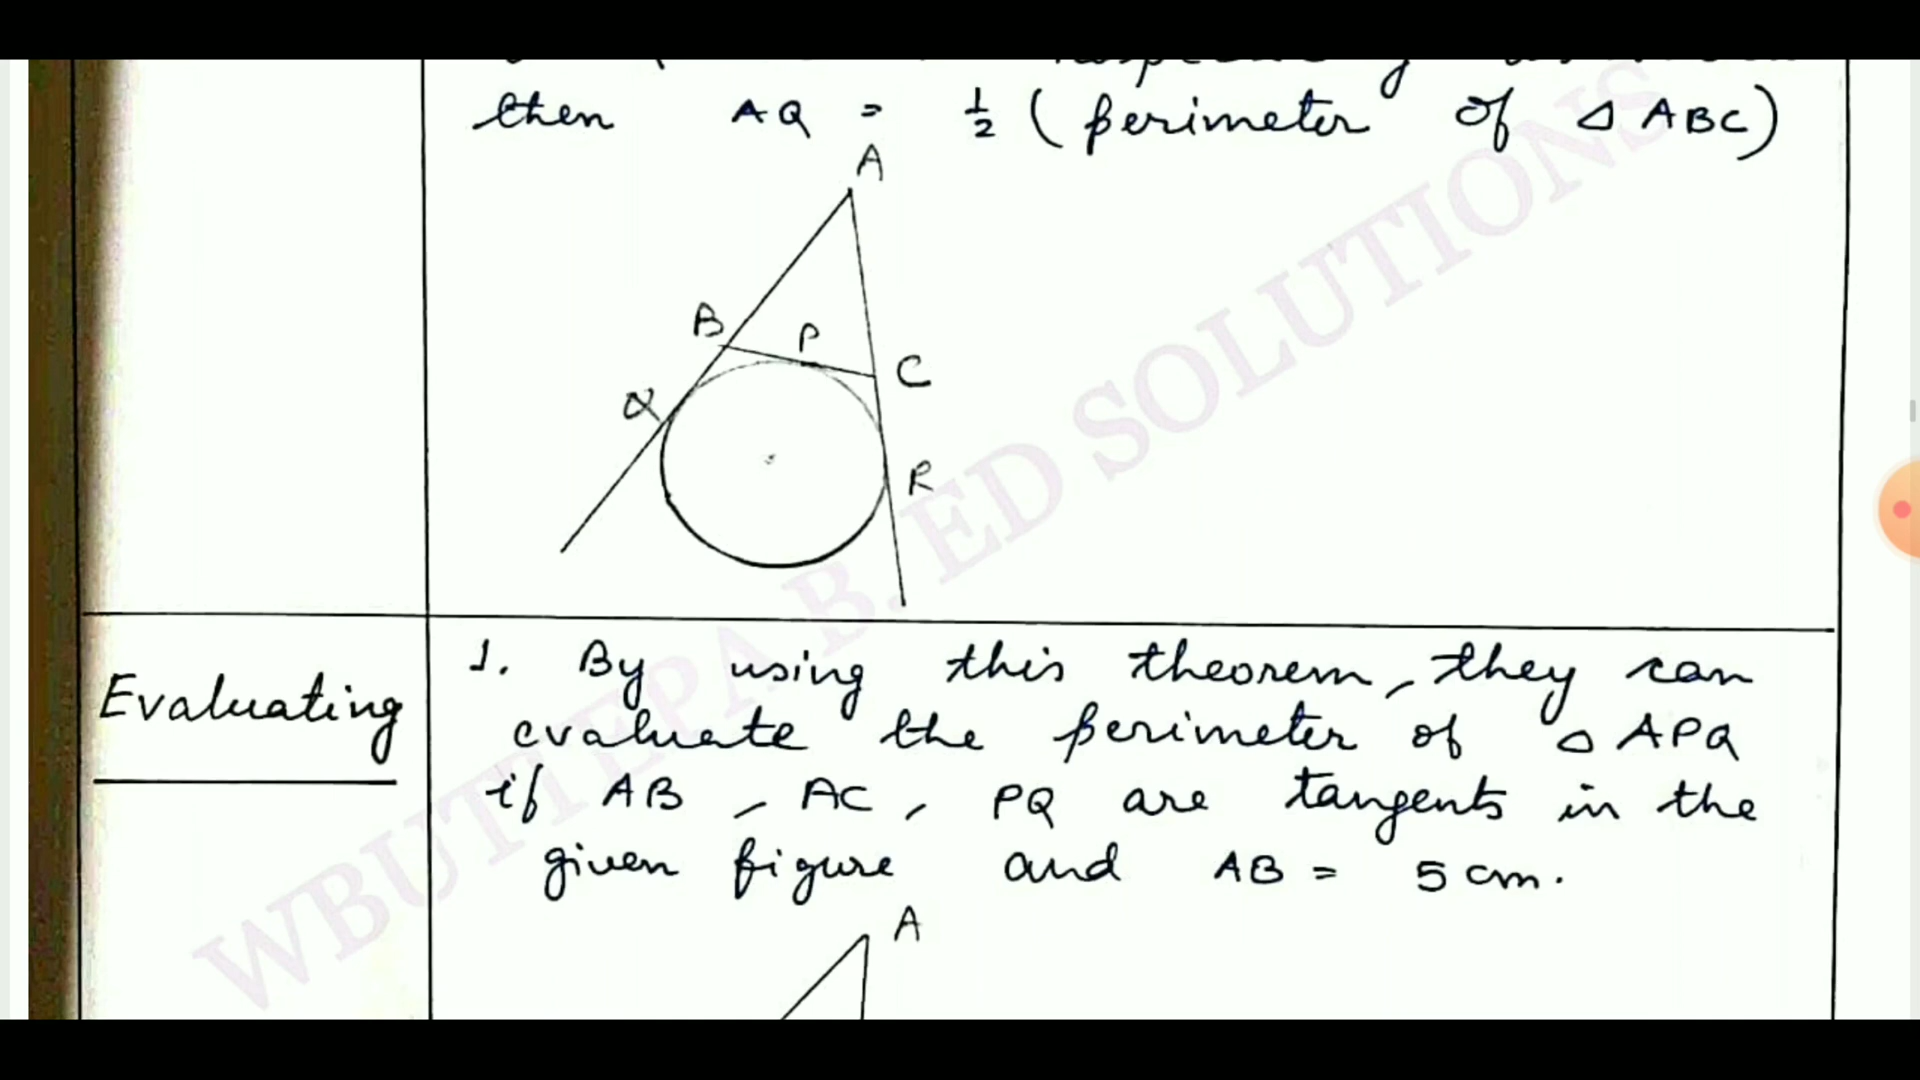 then AQ = 1/2 (perimeter of △ ABC)
A
B
P
C
Q
R
Evaluating
1. By using this theorem, they can
evaluate the perimeter of △ APQ
if AB, AC, PQ are tangents in the
given figure and AB = 5 cm.
A
WBUTTEPA B. ED SOLUTIONS